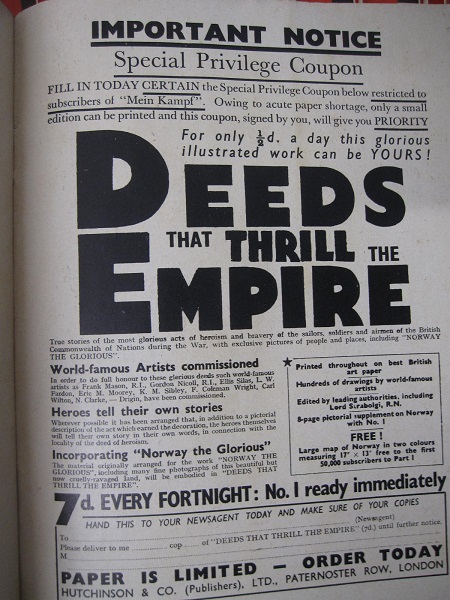 IMPORTANT NOTICE
Special Privilege Coupon
FILL IN TODAY CERTAIN the Special Privilege Coupon below restricted to
subscribers of "Mein Kampf". Owing to acute paper shortage, only a small
edition can be printed and this coupon, signed by you, will give you PRIORITY
For only ½d. a day this glorious
illustrated work can be YOURS!
DEEDS
THAT THRILL THE
EMPIRE
True stories of the most glorious acts of heroism and bravery of the sailors, soldiers and airmen of the British
Commonwealth of Nations during the War, with exclusive pictures of people and places, including "NORWAY
THE GLORIOUS".
World-famous Artists commissioned
In order to do full honour to these glorious deeds such world-famous
artists as Frank Mason, R.I., Gordon Nicoll, R.I., Ellis Silas, L. W.
Fardon, Eric M. Morey, K. M. Sibley, F. Coleman Wright, Carl
Wilton, N. Clarke, — Drigin, have been commissioned.
Heroes tell their own stories
Wherever possible it has been arranged that, in addition to a pictorial
description of the act which earned the decoration, the heroes themselves
will tell their own story in their own words, in connection with the
locality of the deed of heroism.
Incorporating "Norway the Glorious"
The material originally arranged for the work "NORWAY THE
GLORIOUS", including many fine photographs of this beautiful but
now cruelly-ravaged land, will be embodied in "DEEDS THAT
THRILL THE EMPIRE".
★ Printed throughout on best British
art paper
Hundreds of drawings by world-famous
artists
Edited by leading authorities, including
Lord Strabolgi, R.N.
8-page pictorial supplement on Norway
with No. 1
FREE!
Large map of Norway in two colours
measuring 17" × 13" free to the first
50,000 subscribers to Part 1
7d. EVERY FORTNIGHT: No. 1 ready immediately
HAND THIS TO YOUR NEWSAGENT TODAY AND MAKE SURE OF YOUR COPIES
To (Newsagent)
Please deliver to me cop of "DEEDS THAT THRILL THE EMPIRE" (7d.) until further notice.
M
PAPER IS LIMITED — ORDER TODAY
HUTCHINSON & CO. (Publishers), LTD., PATERNOSTER ROW, LONDON